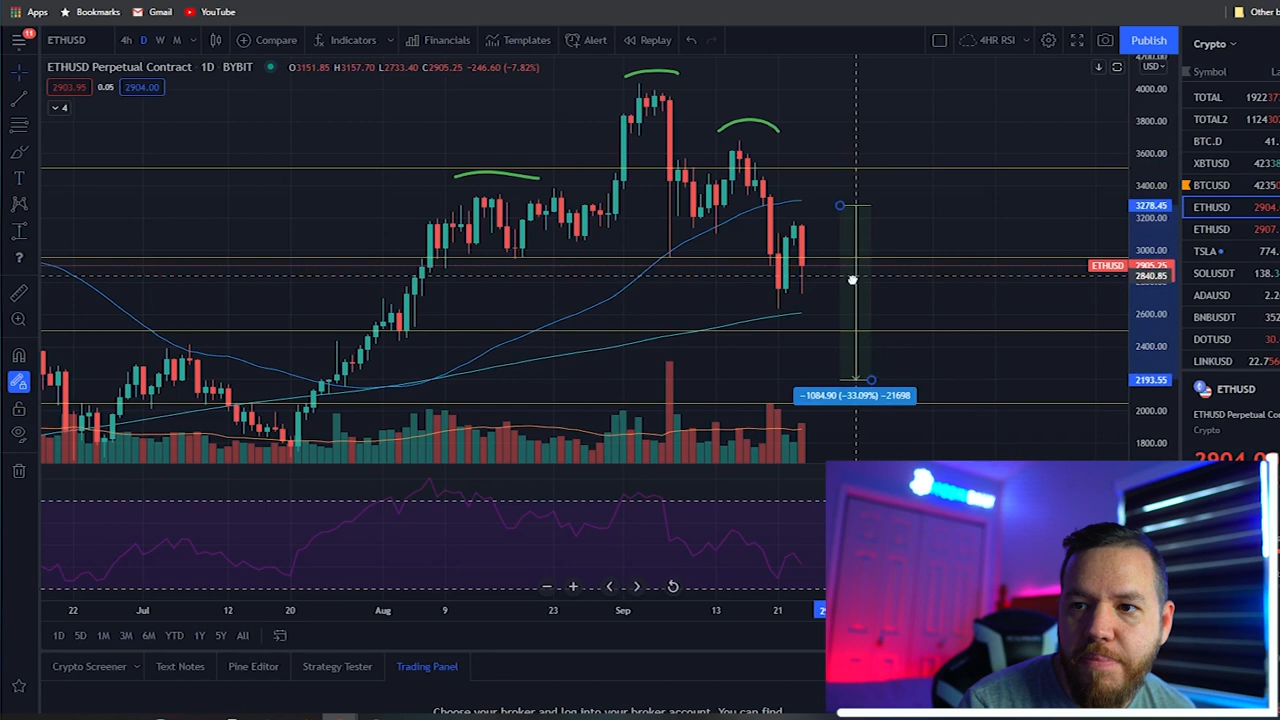 Apps Bookmarks Gmail YouTube Other b
11 ETHUSD 4h D W M Compare Indicators Financials Templates Alert Replay 4HR RSI Publish Crypto
ETHUSD Perpetual Contract · 1D · BYBIT O3151.85 H3157.70 L2733.40 C2905.25 −246.60 (−7.82%)
2903.95 0.05 2904.00
4
4200.00
USD
4000.00
3800.00
3600.00
3400.00
3278.45
3200.00
3000.00
ETHUSD 2905.25
2840.85
2600.00
2400.00
2193.55
2000.00
1800.00
−1084.90 (−33.09%) −21698
Symbol La
TOTAL 1922
TOTAL2 1124
BTC.D 41.
XBTUSD 423
BTCUSD 4235
ETHUSD 2904.
ETHUSD 2907.
TSLA 774.
SOLUSDT 138.
ADAUSD 2.2
BNBUSDT 352
DOTUSD 30.
LINKUSD 22.7
ETHUSD
ETHUSD Perpetual Contract
Crypto
2904.0
22 Jul 12 20 Aug 9 23 Sep 13 21
1D 5D 1M 3M 6M YTD 1Y 5Y All
Crypto Screener Text Notes Pine Editor Strategy Tester Trading Panel
Choose your broker and log into your broker account. You can find